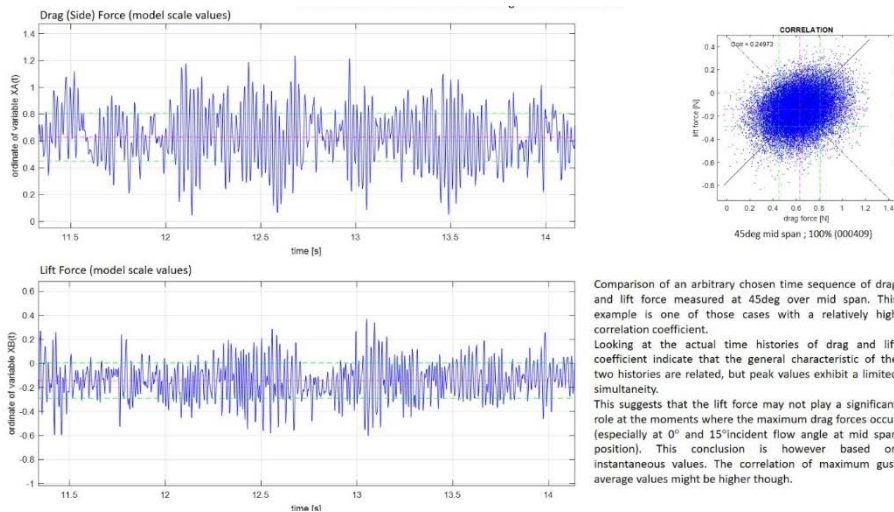 Drag (Side) Force (model scale values)
1.4
1.2
1
0.8
0.6
0.4
0.2
0
ordinate of variable XA(t)
11.5
12
12.5
13
13.5
14
time [s]
CORRELATION
Corr = 0.24972
0.4
0.2
0
-0.2
-0.4
-0.6
-0.8
lift force [N]
0
0.2
0.4
0.6
0.8
1
1.2
1.4
drag force [N]
45deg mid span ; 100% (000409)
Lift Force (model scale values)
0.6
0.4
0.2
0
-0.2
-0.4
-0.6
-0.8
-1
ordinate of variable XB(t)
11.5
12
12.5
13
13.5
14
time [s]
Comparison of an arbitrary chosen time sequence of drag
and lift force measured at 45deg over mid span. This
example is one of those cases with a relatively high
correlation coefficient.
Looking at the actual time histories of drag and lif
coefficient indicate that the general characteristic of the
two histories are related, but peak values exhibit a limited
simultaneity.
This suggests that the lift force may not play a significan
role at the moments where the maximum drag forces occu
(especially at 0° and 15°incident flow angle at mid span
position). This conclusion is however based on
instantaneous values. The correlation of maximum gus
average values might be higher though.